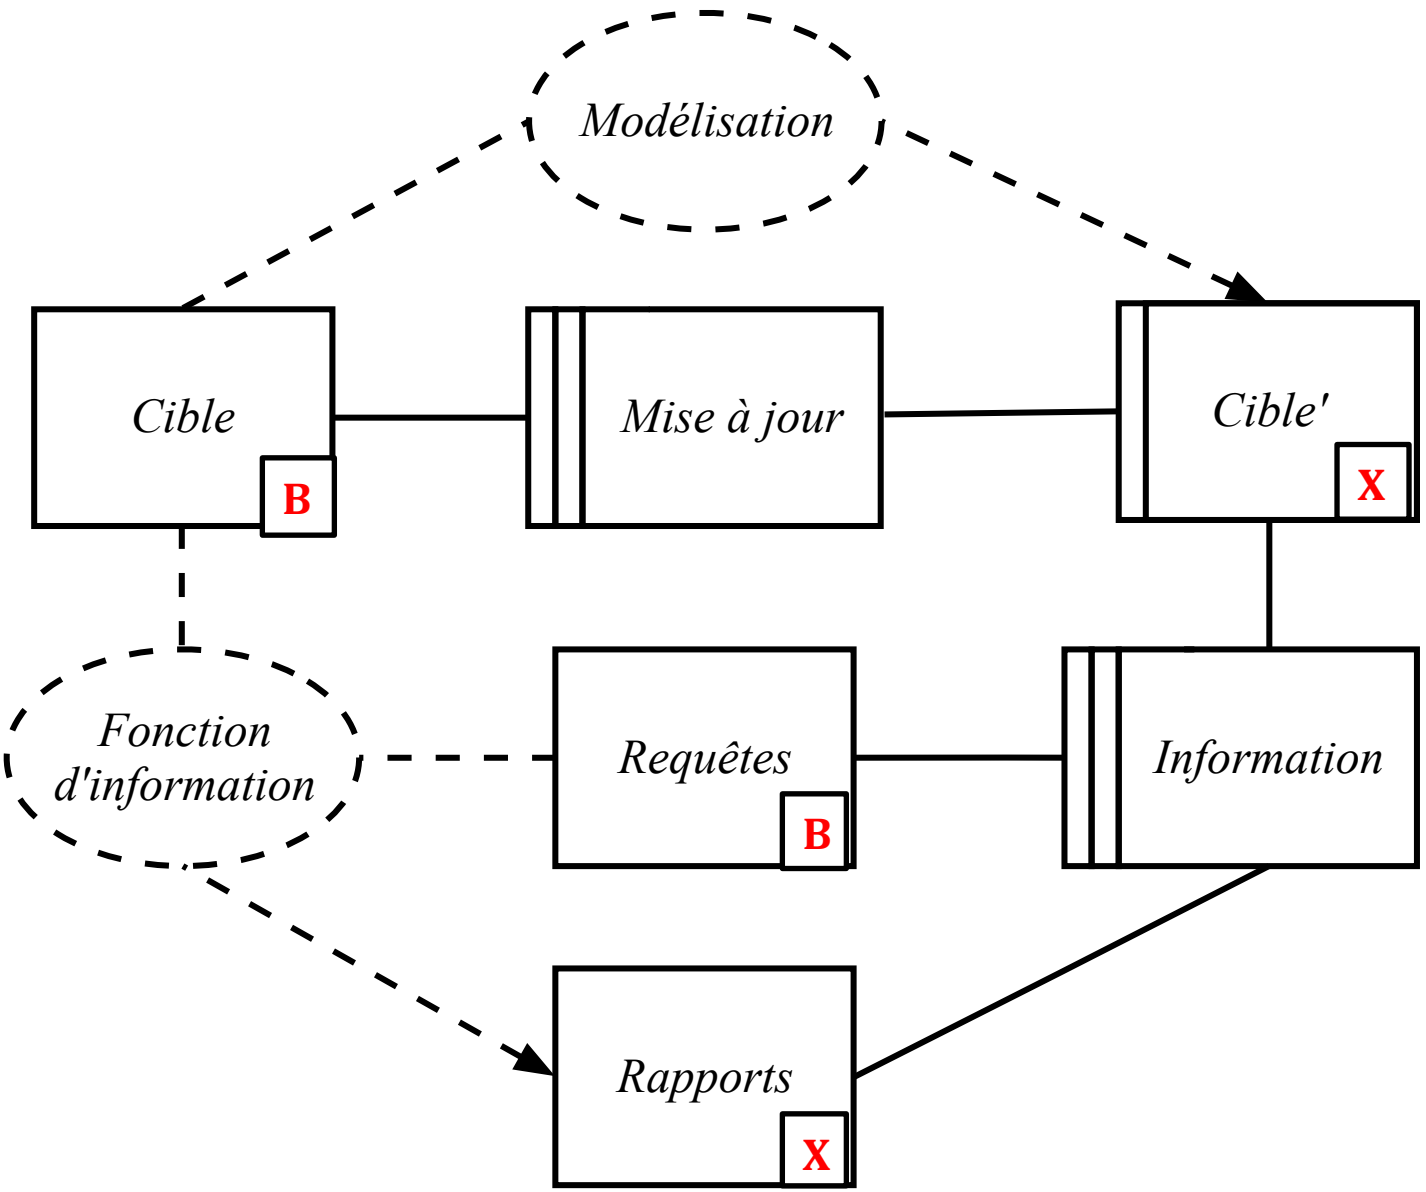 Modélisation
Cible
B
Mise à jour
Cible'
X
Fonction
d'information
Requêtes
B
Information
Rapports
X